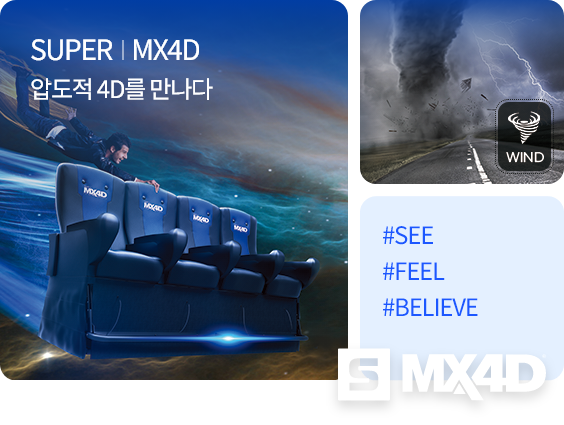 SUPER | MX4D
압도적 4D를 만나다
MX4D
MX4D
MX4D
MX4D
WIND
#SEE
#FEEL
#BELIEVE
S MX4D